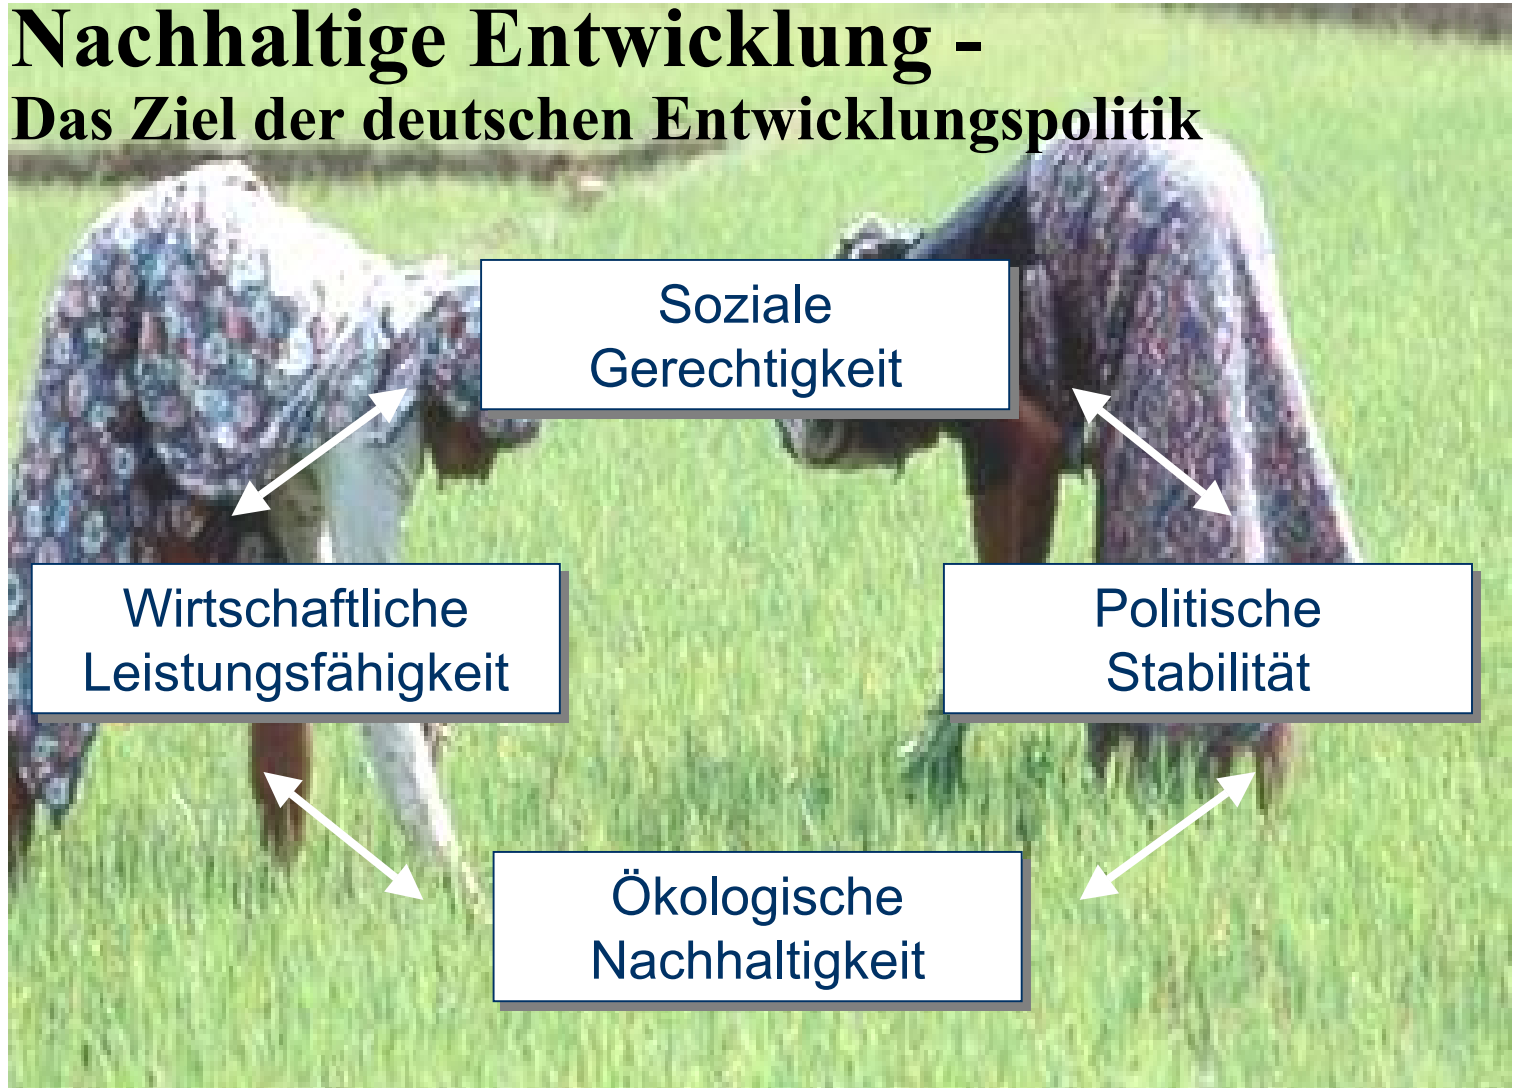 Nachhaltige Entwicklung -
Das Ziel der deutschen Entwicklungspolitik
Soziale
Gerechtigkeit
Wirtschaftliche
Leistungsfähigkeit
Politische
Stabilität
Ökologische
Nachhaltigkeit